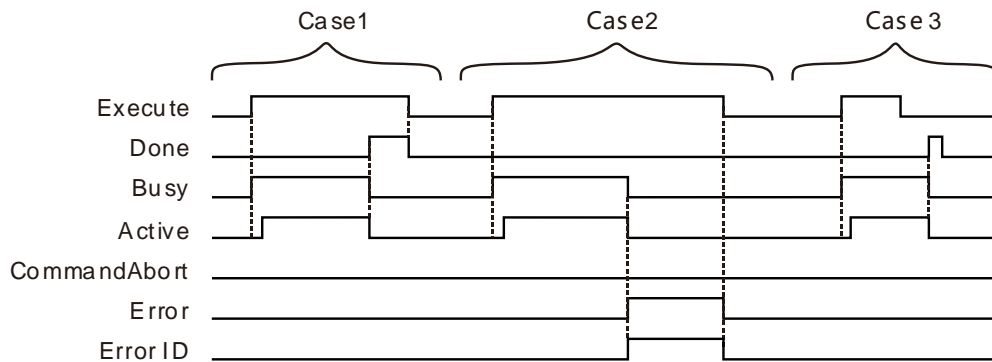 Case1 Case2 Case 3
Execute
Done
Busy
Active
CommandAbort
Error
Error ID